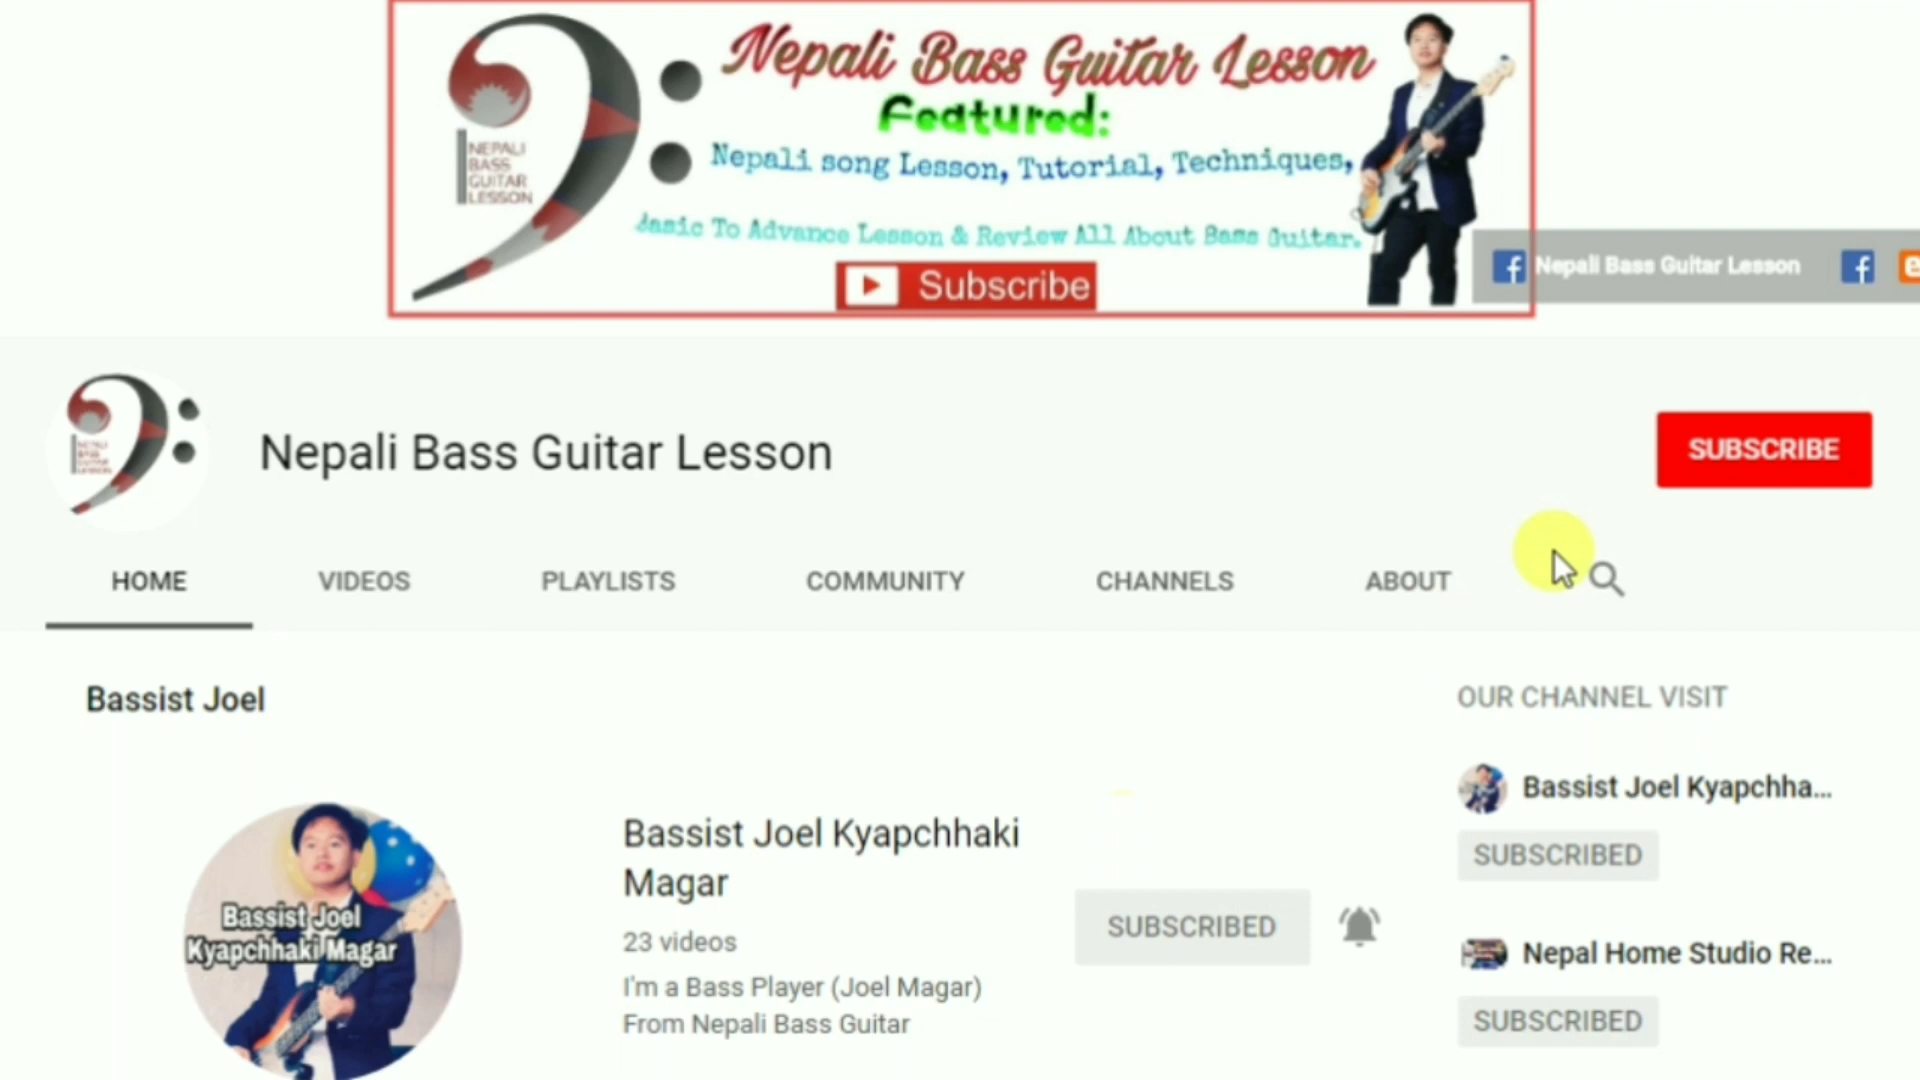 Nepali Bass Guitar Lesson
Featured:
NEPALI
BASS
GUITAR
LESSON
Nepali song Lesson, Tutorial, Techniques,
Basic To Advance Lesson & Review All About Bass Guitar.
Subscribe
Nepali Bass Guitar Lesson
Nepali Bass Guitar Lesson
SUBSCRIBE
HOME VIDEOS PLAYLISTS COMMUNITY CHANNELS ABOUT
Bassist Joel
OUR CHANNEL VISIT
Bassist Joel Kyapchha...
SUBSCRIBED
Bassist Joel Kyapchhaki
Magar
23 videos
I'm a Bass Player (Joel Magar)
From Nepali Bass Guitar
SUBSCRIBED
Bassist Joel
Kyapchhaki Magar
Nepal Home Studio Re...
SUBSCRIBED